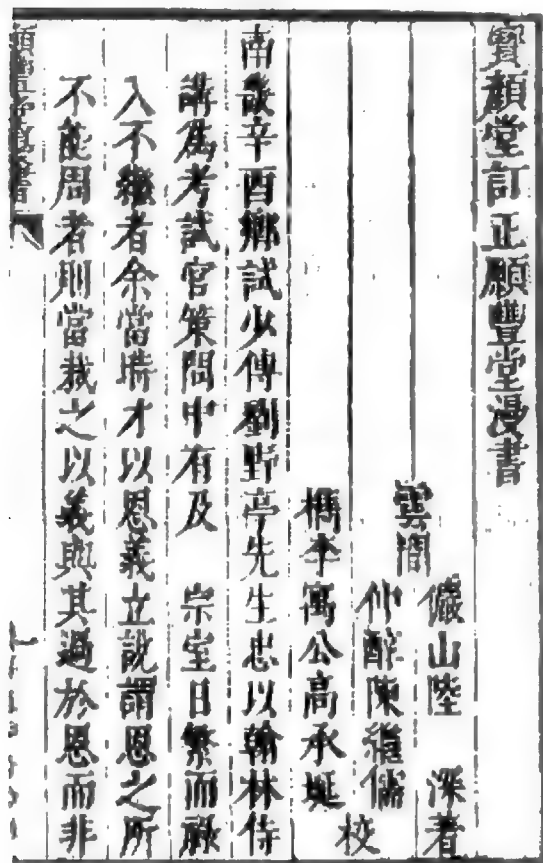 寶顏堂訂正願豐堂漫書
雲間
儼山陸　深著
仲醇陳繼儒
檇李寓公高承埏　校
南畿辛酉鄉試少傅劉野亭先生忠以翰林侍
講爲考試官策問中有及　宗室日繁而祿
入不繼者余當塲才以恩義立說謂恩之所
不能周者則當裁之以義與其過於恩而非